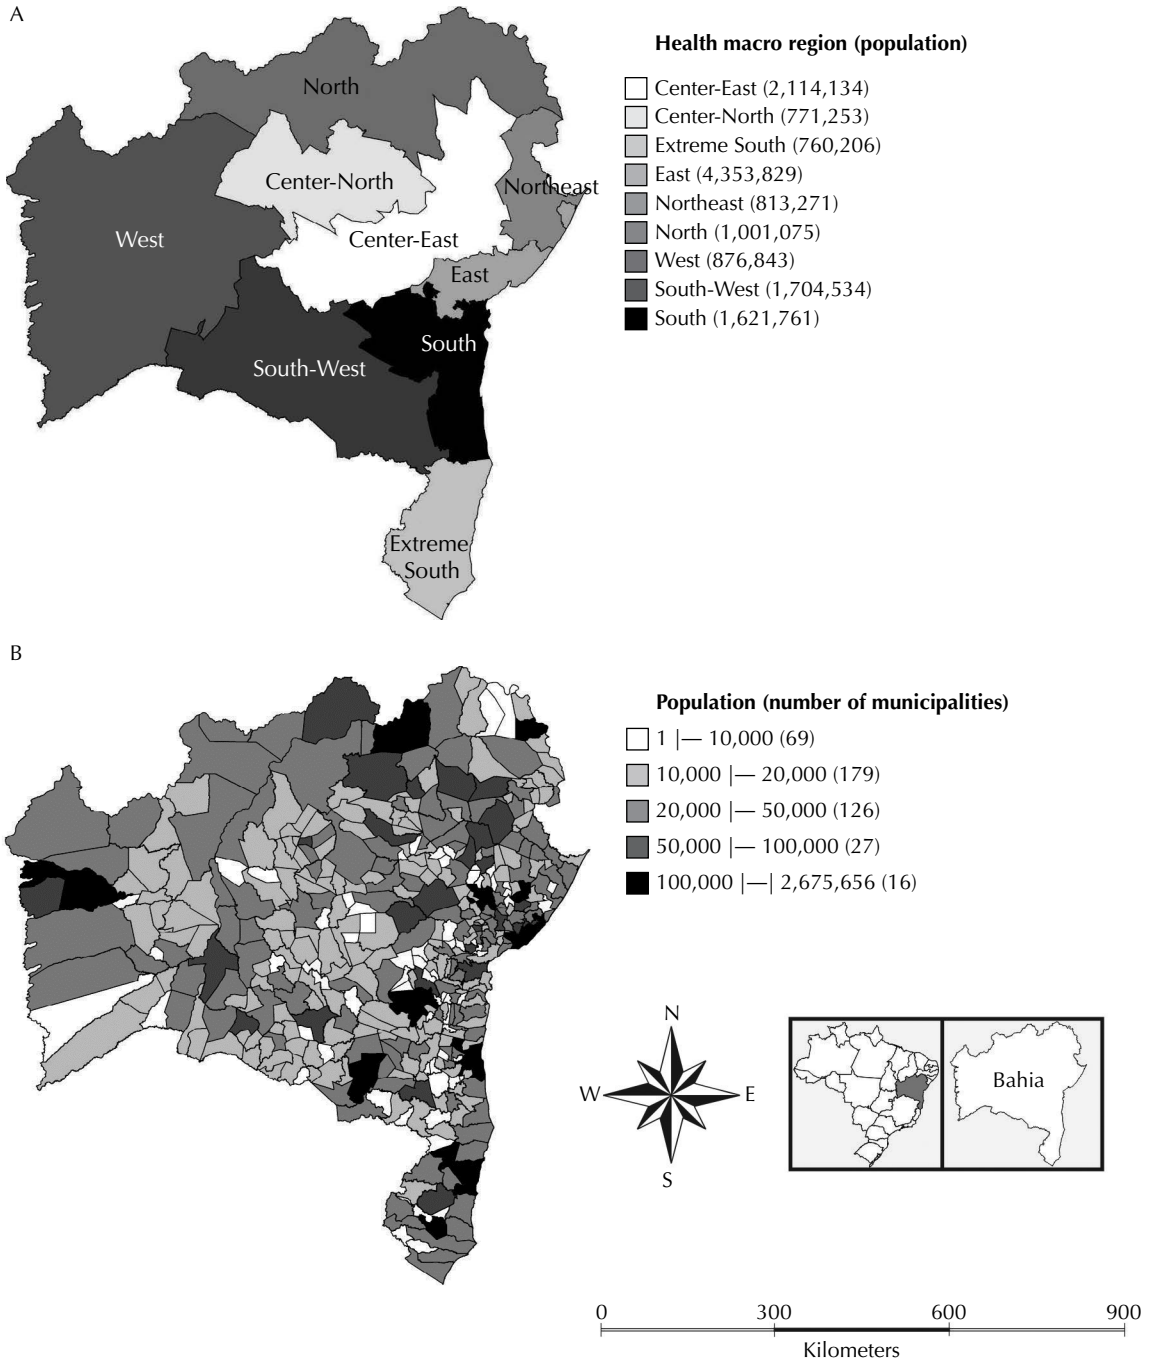 A
Health macro region (population)
North
Center-East (2,114,134)
Center-North (771,253)
Extreme South (760,206)
East (4,353,829)
Northeast (813,271)
North (1,001,075)
West (876,843)
South-West (1,704,534)
South (1,621,761)
Center-North
Northeast
West
Center-East
East
South
South-West
Extreme
South
B
Population (number of municipalities)
1 |— 10,000 (69)
10,000 |— 20,000 (179)
20,000 |— 50,000 (126)
50,000 |— 100,000 (27)
100,000 |—| 2,675,656 (16)
N
W
E
S
Bahia
0 300 600 900
Kilometers